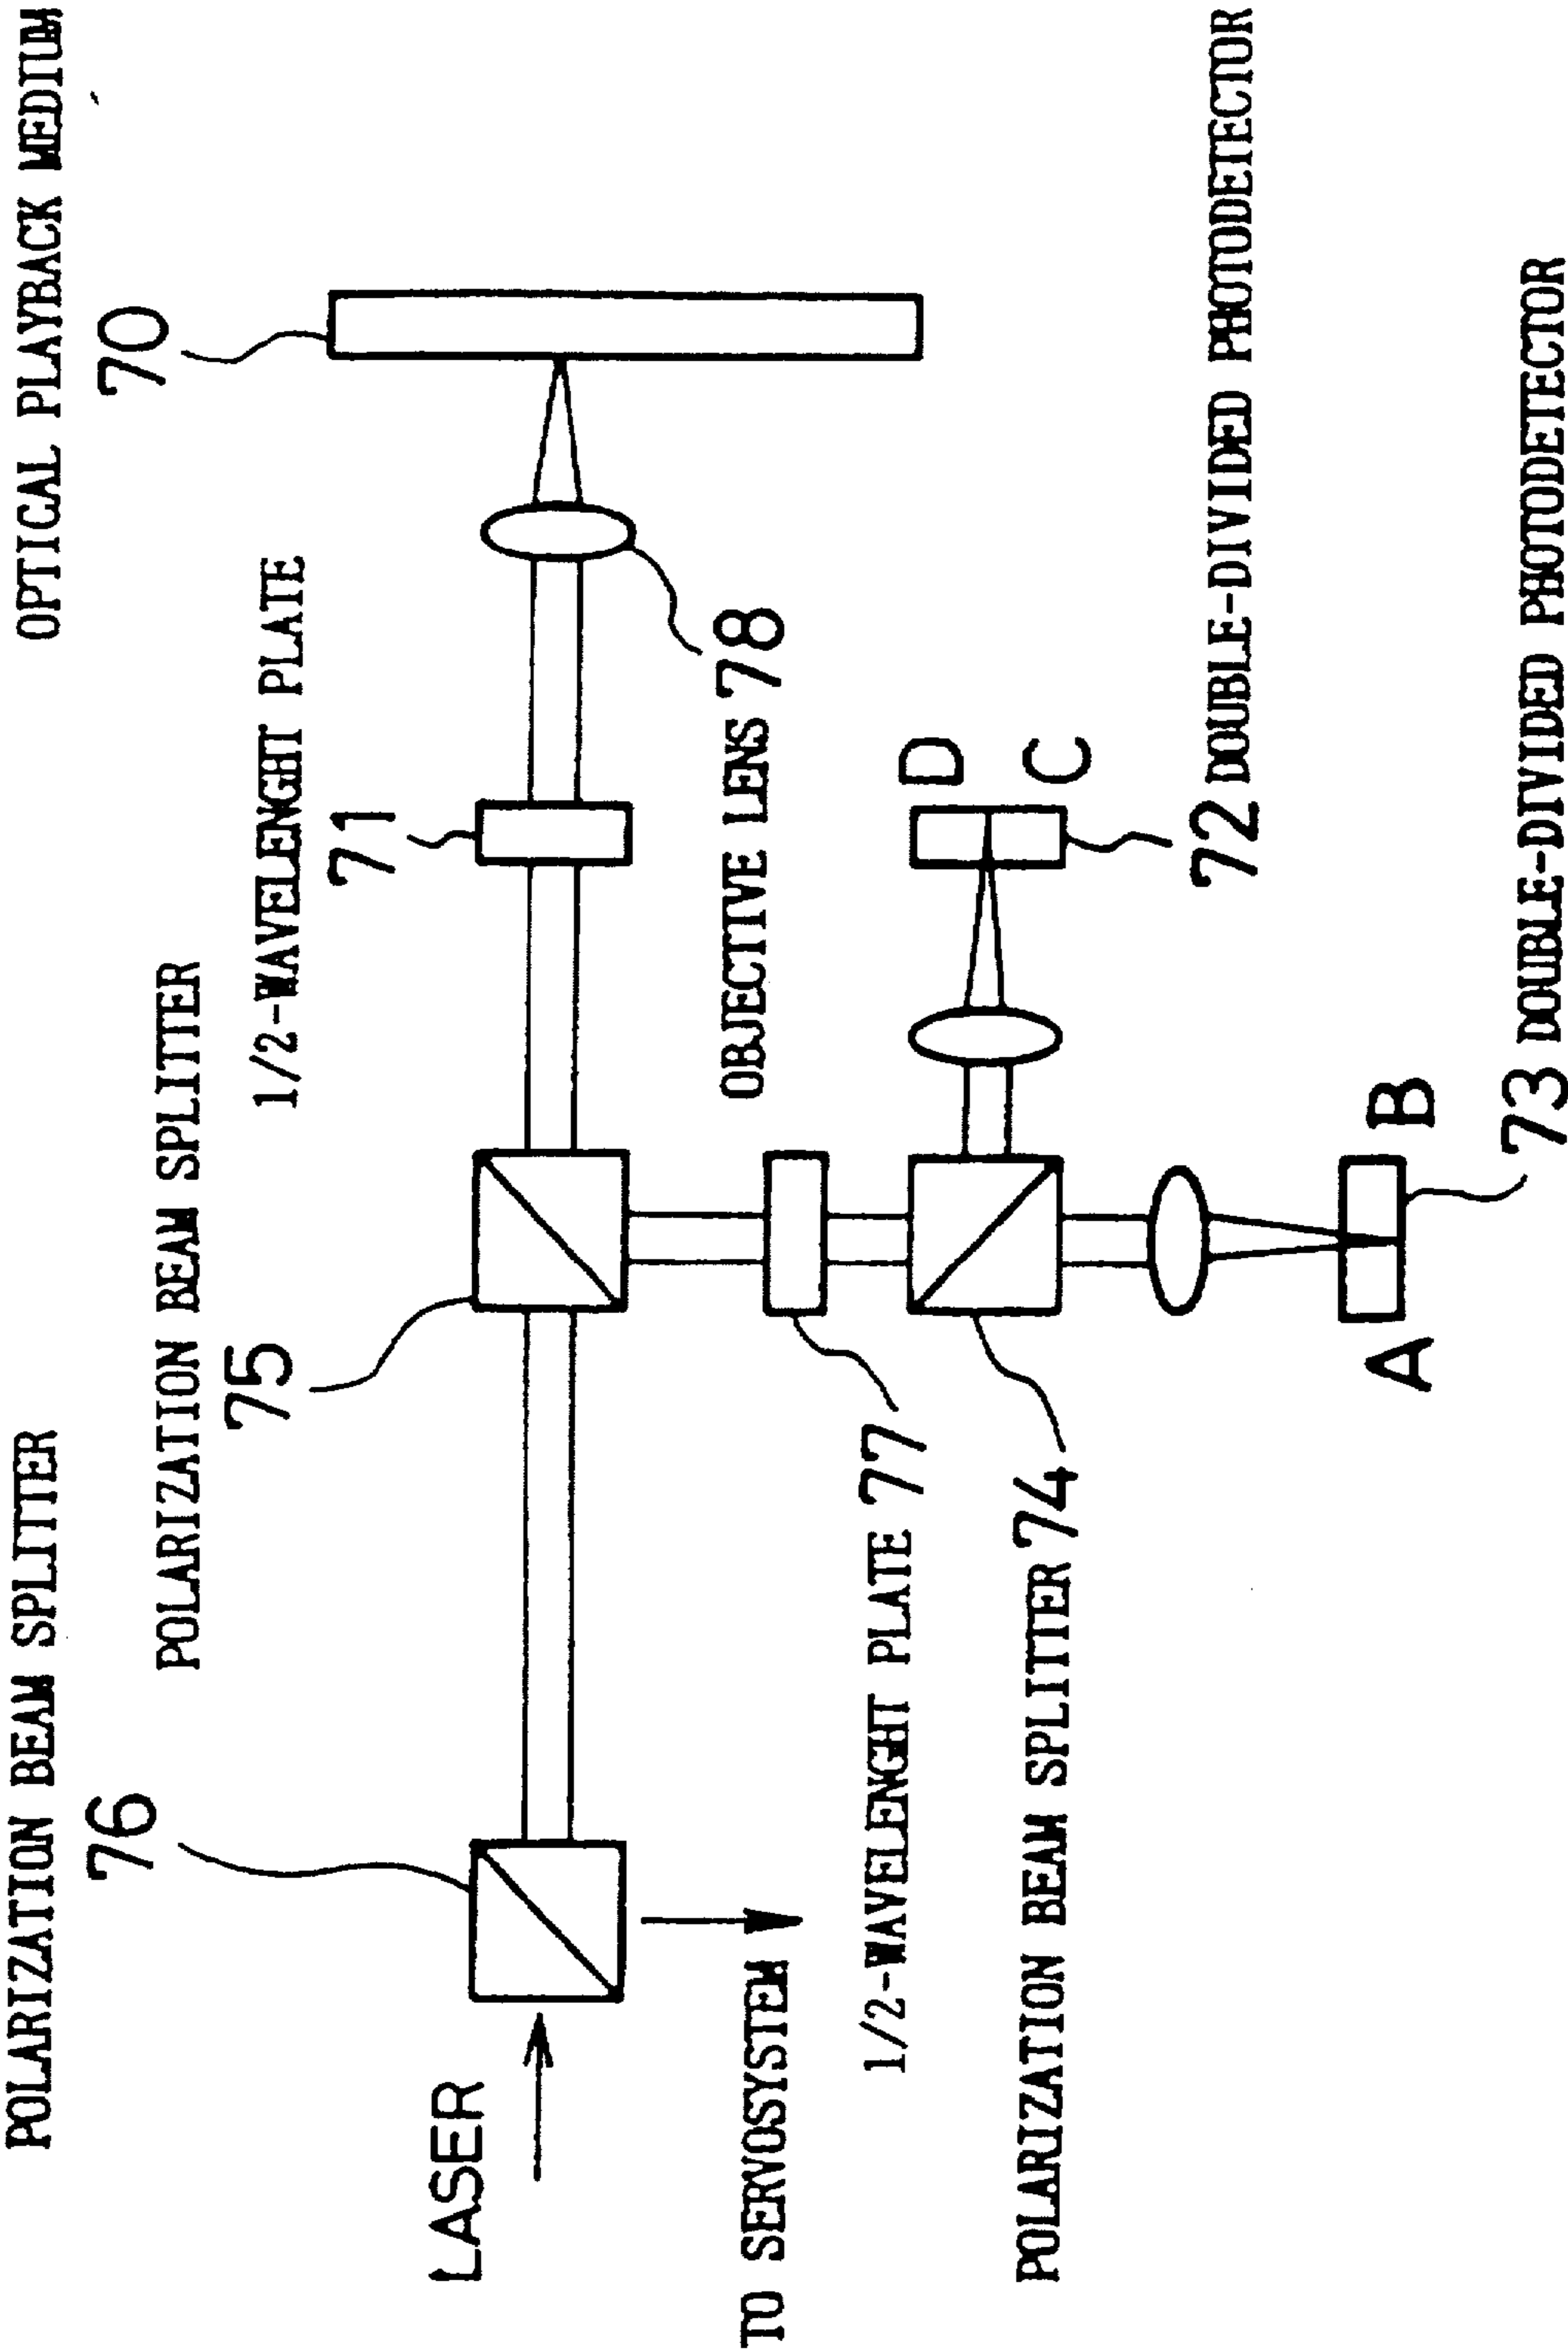 OPTICAL PLAYBACK MEDIUM
70
POLARIZATION BEAM SPLITTER
76
POLARIZATION BEAM SPLITTER
75
1/2-WAVELENGHT PLATE
71
LASER
OBJECTIVE LENS 78
TO SERVOSYSTEM
1/2-WAVELENGHT PLATE 77
D
C
POLARIZATION BEAM SPLITTER 74
72 DOUBLE-DIVIDED PHOTODETECTOR
A
B
73 DOUBLE-DIVIDED PHOTODETECTOR